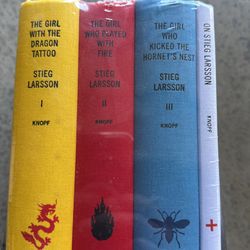 THE GIRL
WITH THE
DRAGON
TATTOO
STIEG
LARSSON
I
KNOPF
THE GIRL
WHO PLAYED
WITH
FIRE
STIEG
LARSSON
II
KNOPF
THE GIRL
WHO
KICKED THE
HORNET'S NEST
STIEG
LARSSON
III
KNOPF
ON STIEG LARSSON
KNOPF